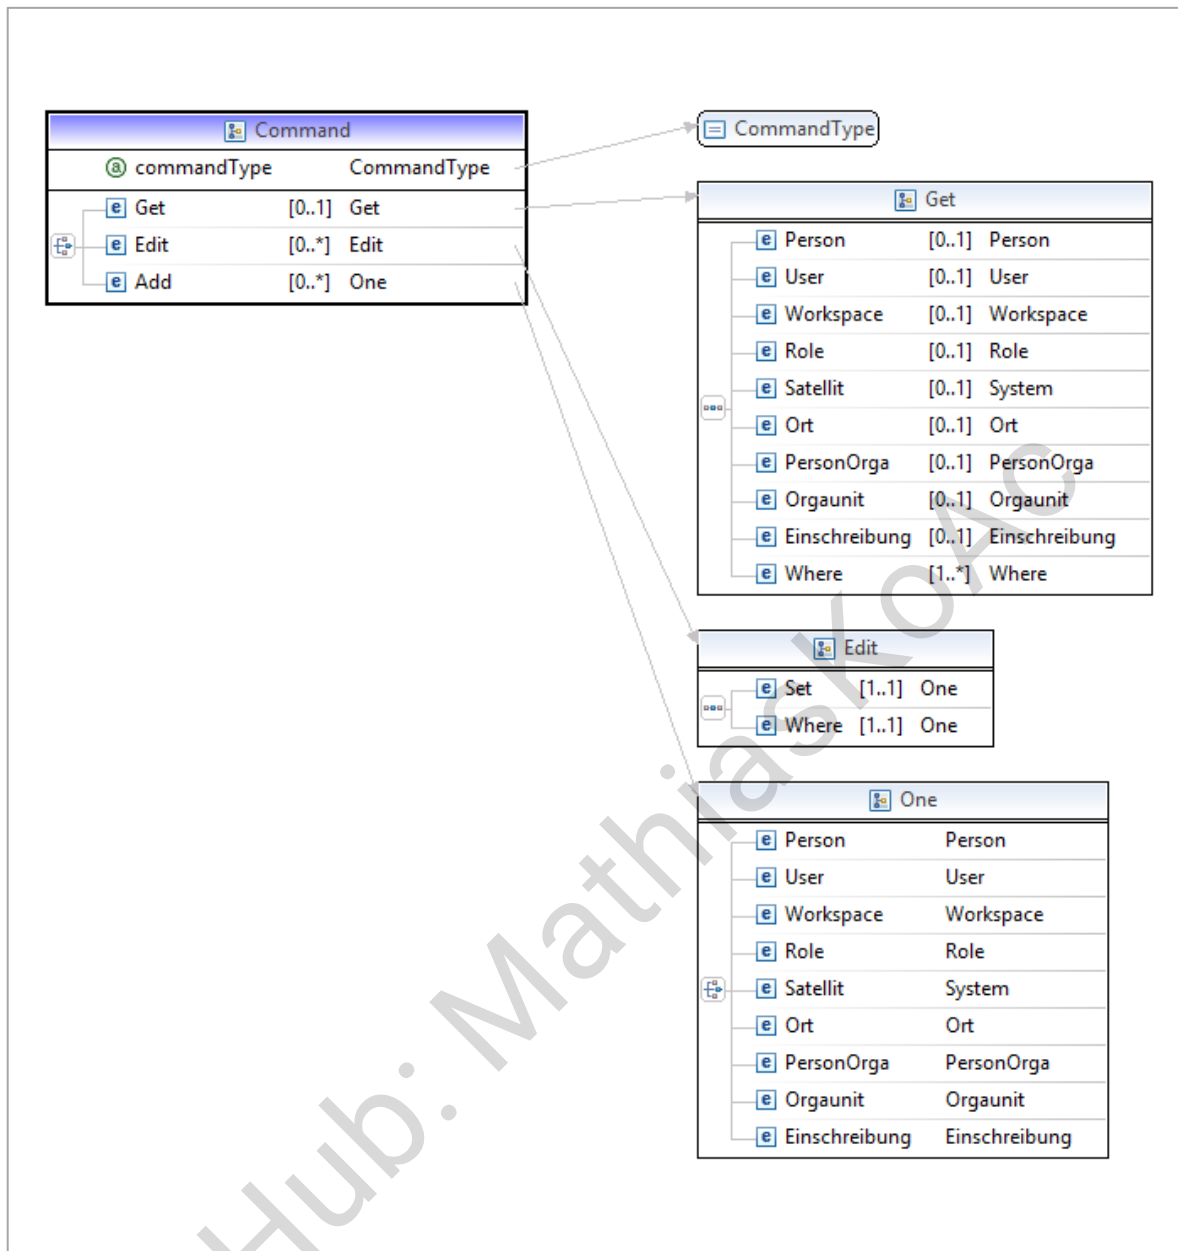 Command
commandType CommandType
Get [0..1] Get
Edit [0..*] Edit
Add [0..*] One
CommandType
Get
Person [0..1] Person
User [0..1] User
Workspace [0..1] Workspace
Role [0..1] Role
Satellit [0..1] System
Ort [0..1] Ort
PersonOrga [0..1] PersonOrga
Orgaunit [0..1] Orgaunit
Einschreibung [0..1] Einschreibung
Where [1..*] Where
Edit
Set [1..1] One
Where [1..1] One
One
Person Person
User User
Workspace Workspace
Role Role
Satellit System
Ort Ort
PersonOrga PersonOrga
Orgaunit Orgaunit
Einschreibung Einschreibung
Hub: MathiasKoAc